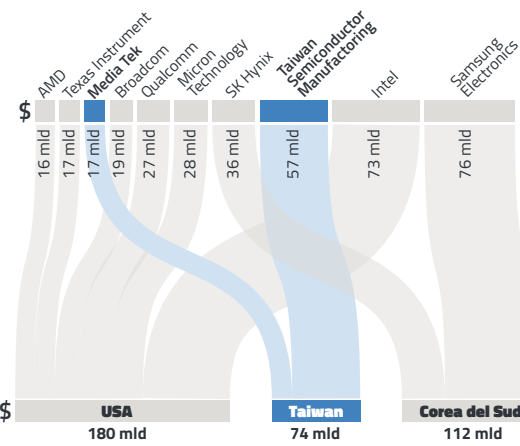 AMD
Texas Instrument
Media Tek
Broadcom
Qualcomm
Micron
Technology
SK Hynix
Taiwan
Semiconductor
Manufacturing
Intel
Samsung
Electronics
$
16 mld
17 mld
17 mld
19 mld
27 mld
28 mld
36 mld
57 mld
73 mld
76 mld
$
USA
Taiwan
Corea del Sud
180 mld
74 mld
112 mld